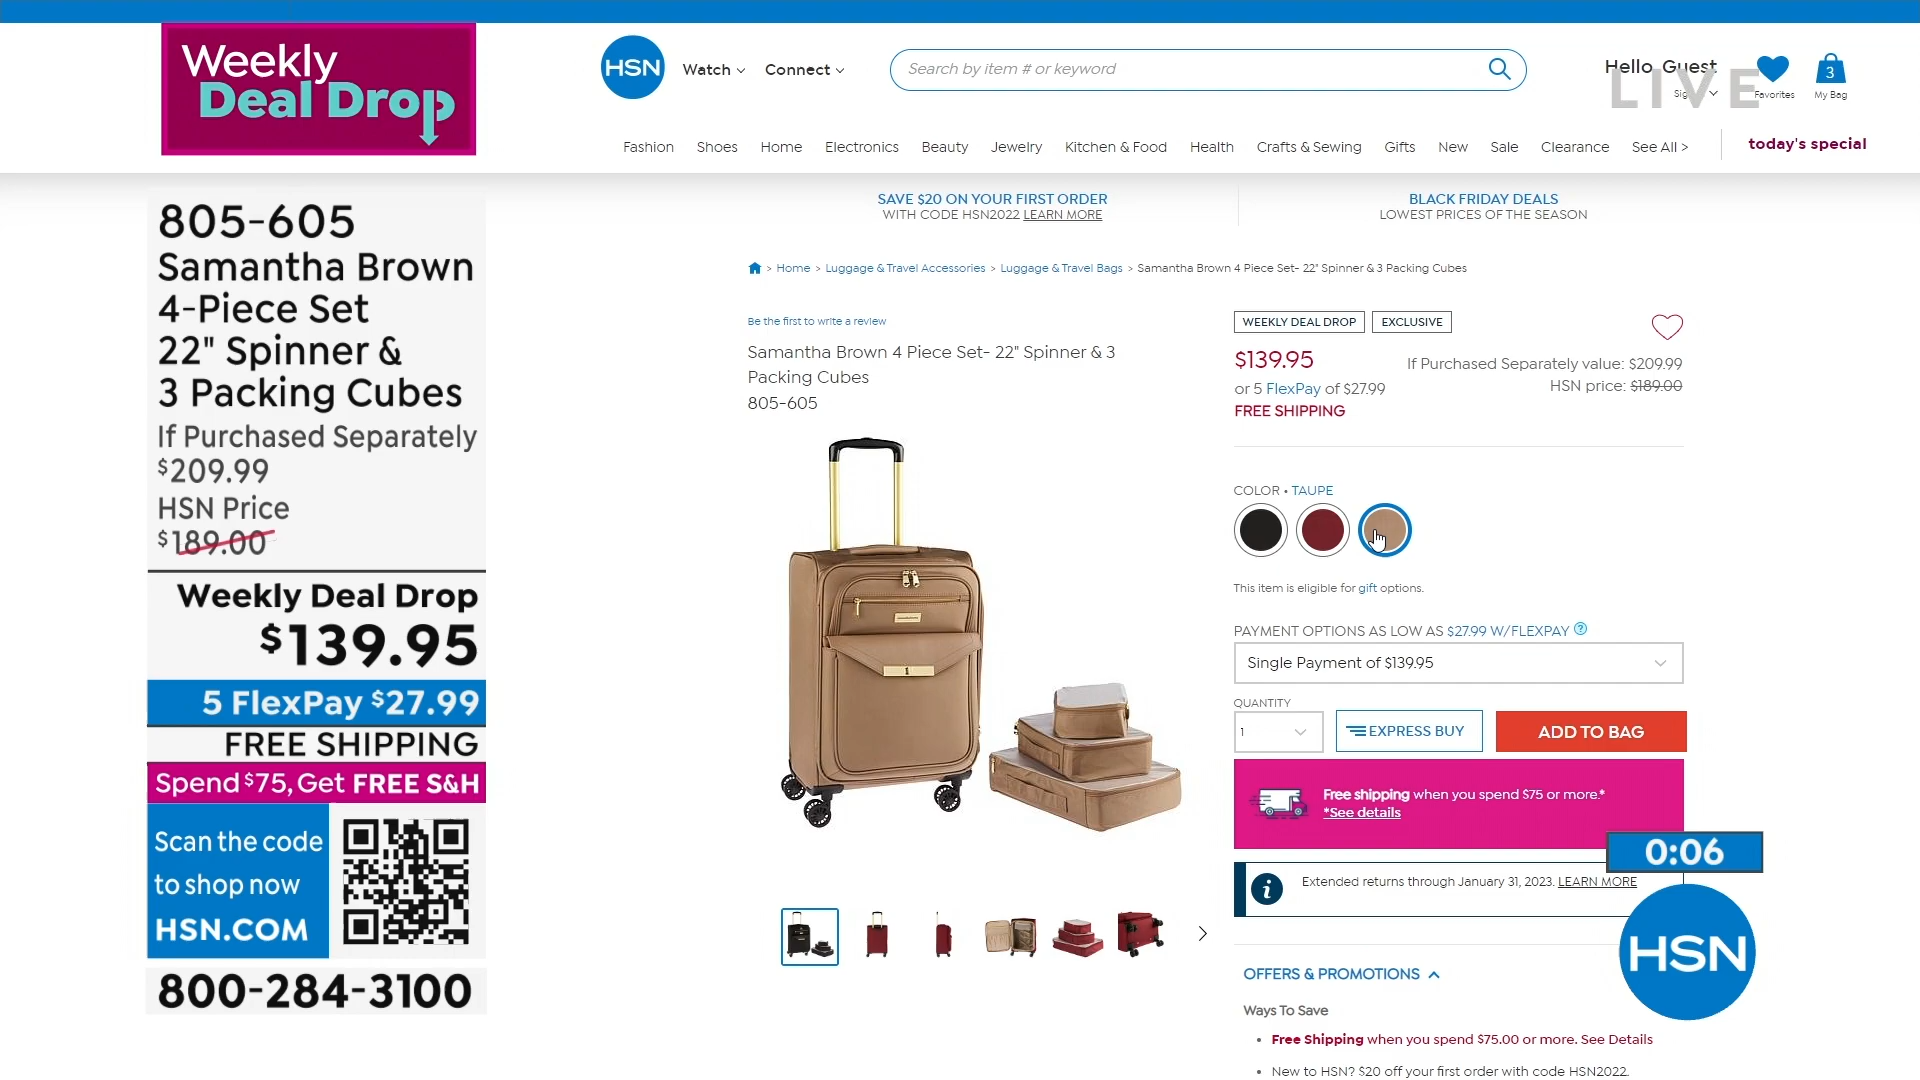 Weekly
Deal Drop
805-605
Samantha Brown
4-Piece Set
22" Spinner &
3 Packing Cubes
If Purchased Separately
$209.99
HSN Price
$189.00
Weekly Deal Drop
$139.95
5 FlexPay $27.99
FREE SHIPPING
Spend $75, Get FREE S&H
Scan the code
to shop now
HSN.COM
800-284-3100
HSN
Watch
Connect
Search by item # or keyword
Hello, Guest
LIVE
Favorites
3
My Bag
Fashion Shoes Home Electronics Beauty Jewelry Kitchen & Food Health Crafts & Sewing Gifts New Sale Clearance See All >
today's special
SAVE $20 ON YOUR FIRST ORDER
WITH CODE HSN2022 LEARN MORE
BLACK FRIDAY DEALS
LOWEST PRICES OF THE SEASON
> Home > Luggage & Travel Accessories > Luggage & Travel Bags > Samantha Brown 4 Piece Set- 22" Spinner & 3 Packing Cubes
Be the first to write a review
Samantha Brown 4 Piece Set- 22" Spinner & 3
Packing Cubes
805-605
WEEKLY DEAL DROP
EXCLUSIVE
$139.95
If Purchased Separately value: $209.99
or 5 FlexPay of $27.99
HSN price: $189.00
FREE SHIPPING
COLOR • TAUPE
This item is eligible for gift options.
PAYMENT OPTIONS AS LOW AS $27.99 W/FLEXPAY ?
Single Payment of $139.95
QUANTITY
1
EXPRESS BUY
ADD TO BAG
Free shipping when you spend $75 or more.*
*See details
0:06
i
Extended returns through January 31, 2023. LEARN MORE
HSN
OFFERS & PROMOTIONS
Ways To Save
• Free Shipping when you spend $75.00 or more. See Details
• New to HSN? $20 off your first order with code HSN2022.